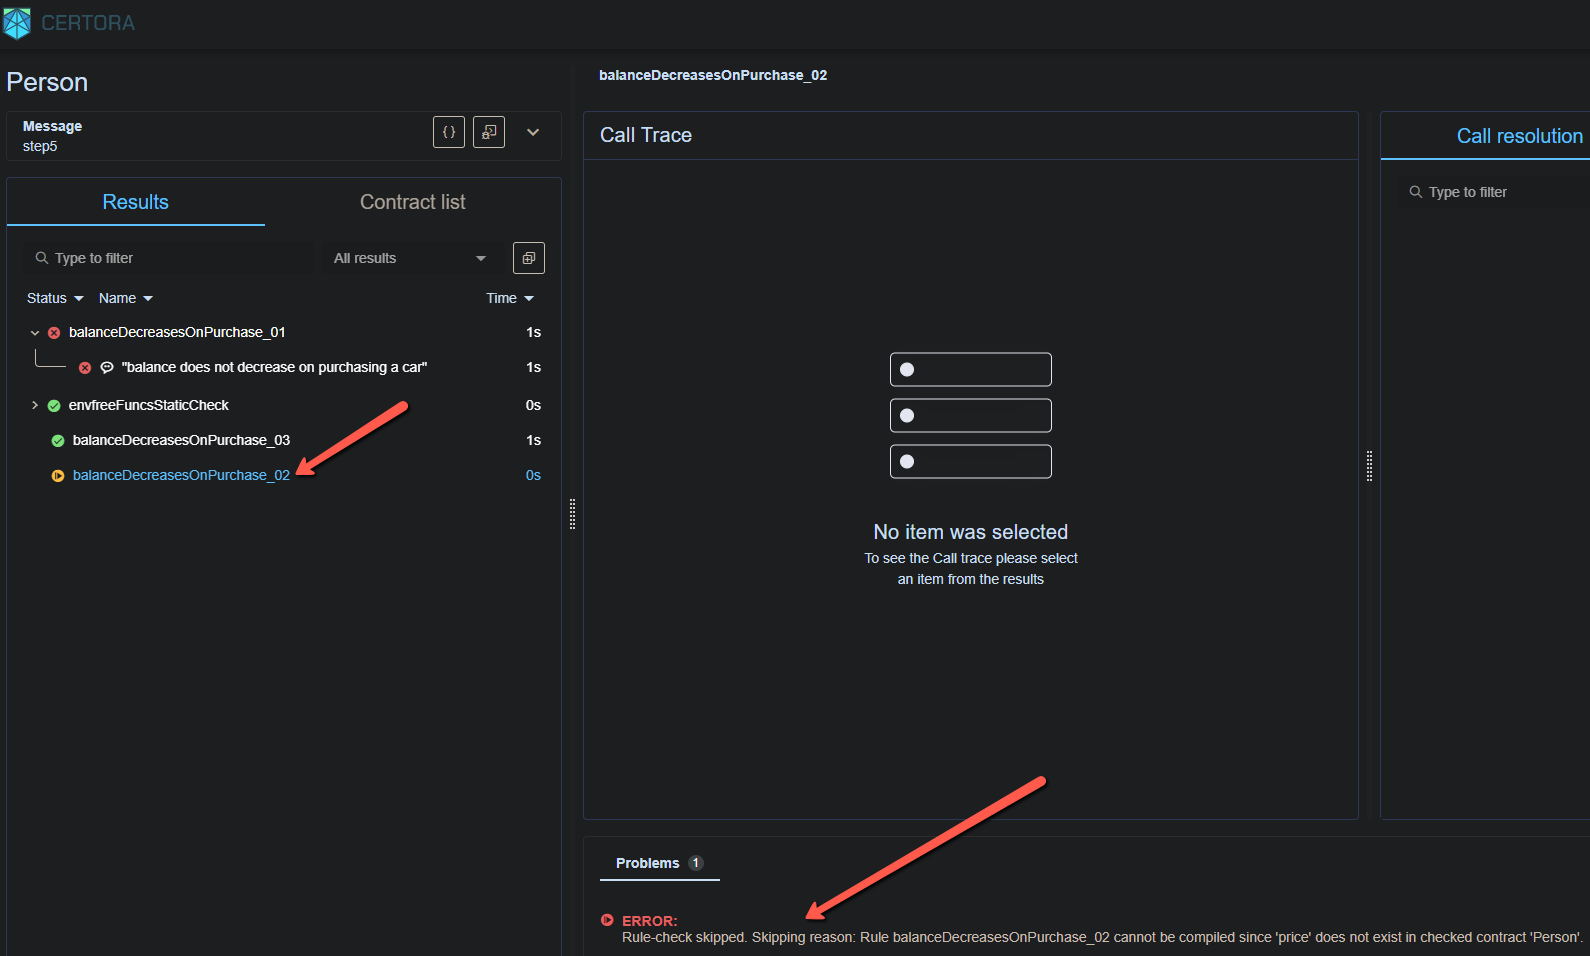 CERTORA
Person
Message
step5
{}
Results
Contract list
Type to filter
All results
Status
Name
Time
balanceDecreasesOnPurchase_01
1s
"balance does not decrease on purchasing a car"
1s
envfreeFuncsStaticCheck
0s
balanceDecreasesOnPurchase_03
1s
balanceDecreasesOnPurchase_02
0s
balanceDecreasesOnPurchase_02
Call Trace
No item was selected
To see the Call trace please select
an item from the results
Call resolution
Type to filter
Problems 1
ERROR:
Rule-check skipped. Skipping reason: Rule balanceDecreasesOnPurchase_02 cannot be compiled since 'price' does not exist in checked contract 'Person'.